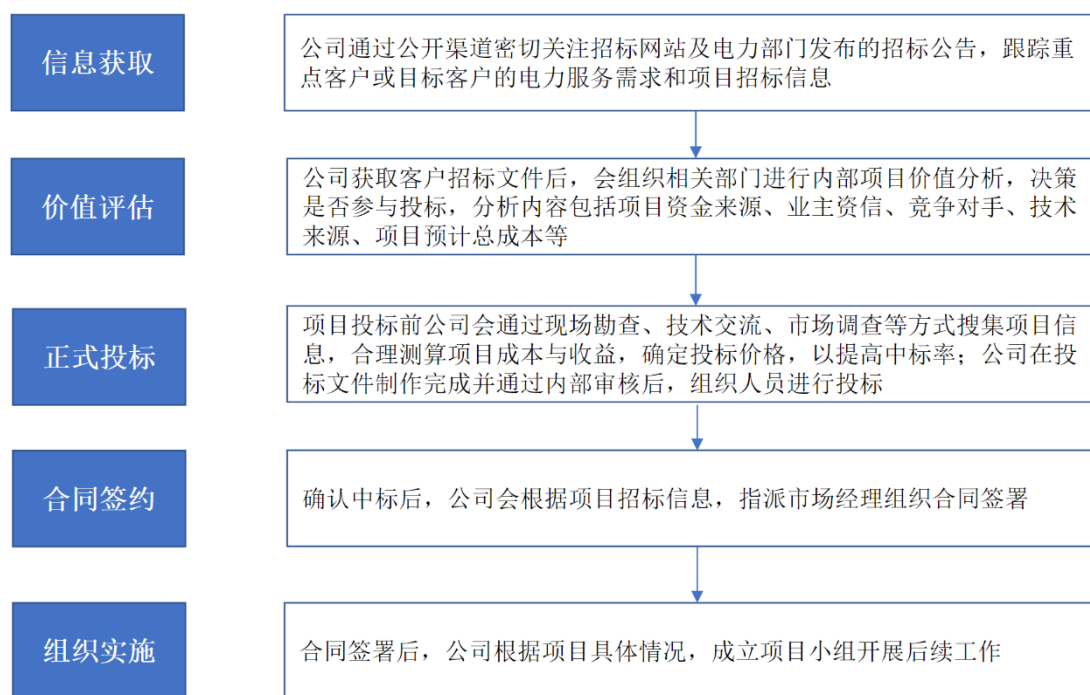 信息获取
公司通过公开渠道密切关注招标网站及电力部门发布的招标公告，跟踪重
点客户或目标客户的电力服务需求和项目招标信息
价值评估
公司获取客户招标文件后，会组织相关部门进行内部项目价值分析，决策
是否参与投标，分析内容包括项目资金来源、业主资信、竞争对手、技术
来源、项目预计总成本等
正式投标
项目投标前公司会通过现场勘查、技术交流、市场调查等方式搜集项目信
息，合理测算项目成本与收益，确定投标价格，以提高中标率；公司在投
标文件制作完成并通过内部审核后，组织人员进行投标
合同签约
确认中标后，公司会根据项目招标信息，指派市场经理组织合同签署
组织实施
合同签署后，公司根据项目具体情况，成立项目小组开展后续工作